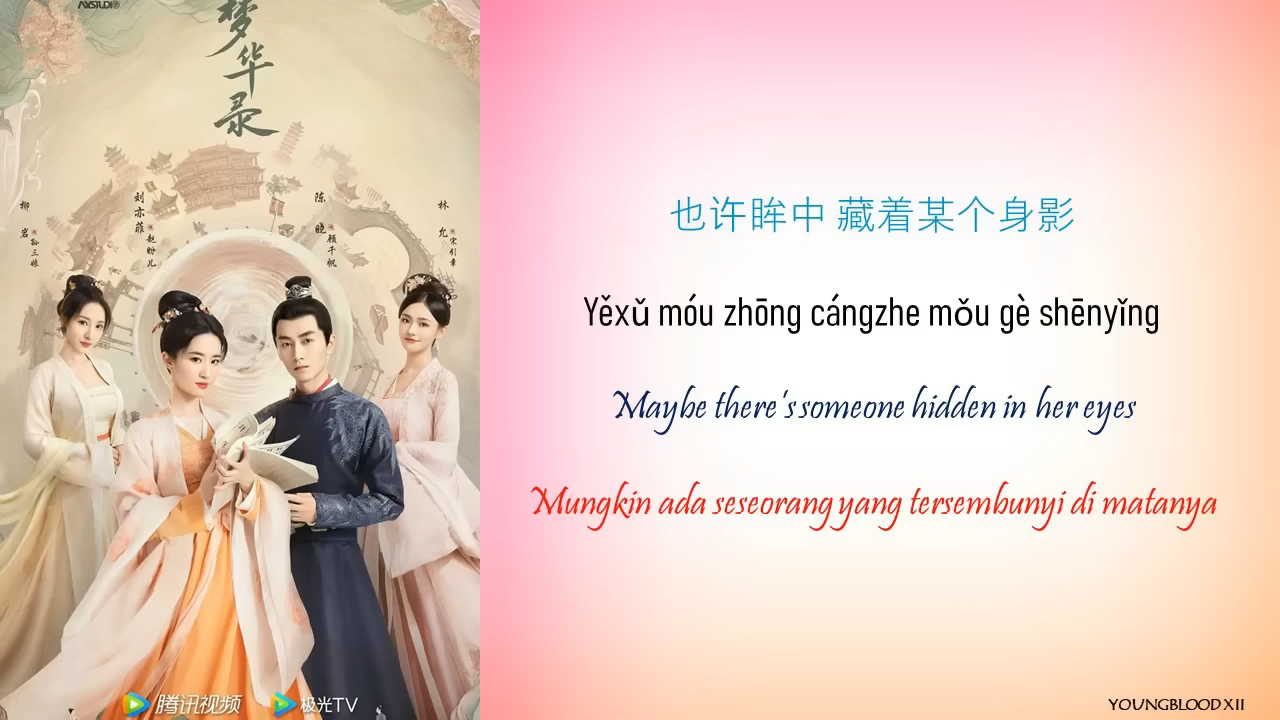 AXSTUDIO®
梦华录
柳岩
孙三娘
刘亦菲
赵盼儿
陈晓
顾千帆
林允
宋引章
腾讯视频
极光TV
也许眸中 藏着某个身影
Yěxǔ móu zhōng cángzhe mǒu gè shēnyǐng
Maybe there's someone hidden in her eyes
Mungkin ada seseorang yang tersembunyi di matanya
YOUNGBLOOD XII